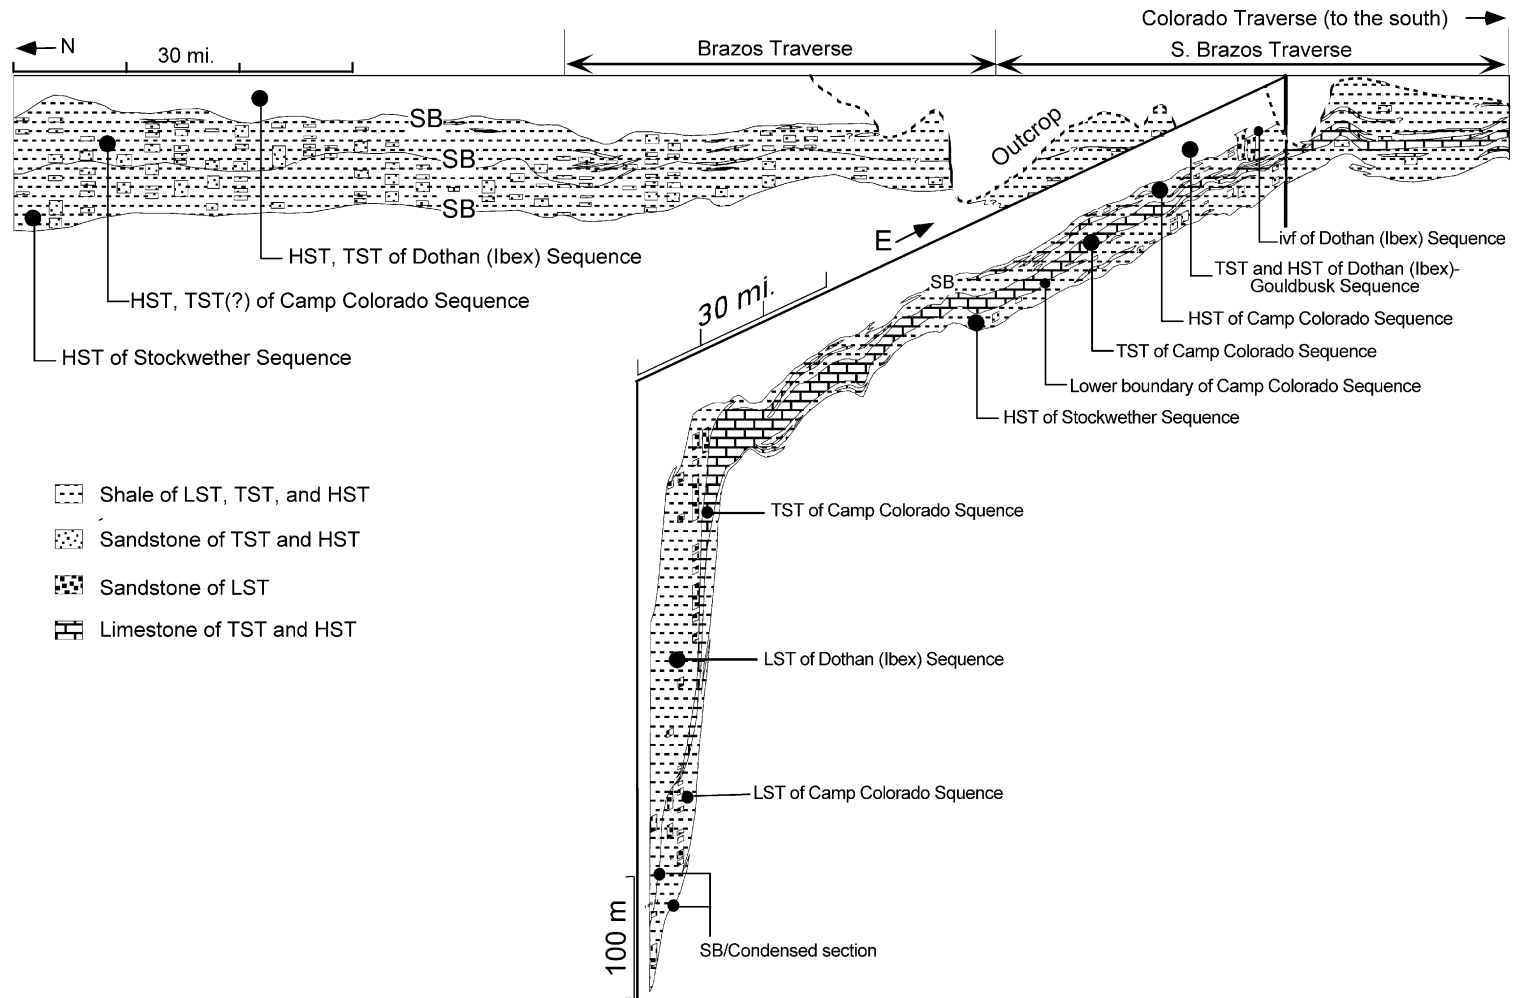 Colorado Traverse (to the south)
N
30 mi.
Brazos Traverse
S. Brazos Traverse
SB
SB
SB
Outcrop
E
30 mi.
SB
HST, TST of Dothan (Ibex) Sequence
HST, TST(?) of Camp Colorado Sequence
HST of Stockwether Sequence
ivf of Dothan (Ibex) Sequence
TST and HST of Dothan (Ibex)-
Gouldbusk Sequence
HST of Camp Colorado Sequence
TST of Camp Colorado Sequence
Lower boundary of Camp Colorado Sequence
HST of Stockwether Sequence
Shale of LST, TST, and HST
Sandstone of TST and HST
Sandstone of LST
Limestone of TST and HST
TST of Camp Colorado Squence
LST of Dothan (Ibex) Sequence
LST of Camp Colorado Squence
SB/Condensed section
100 m